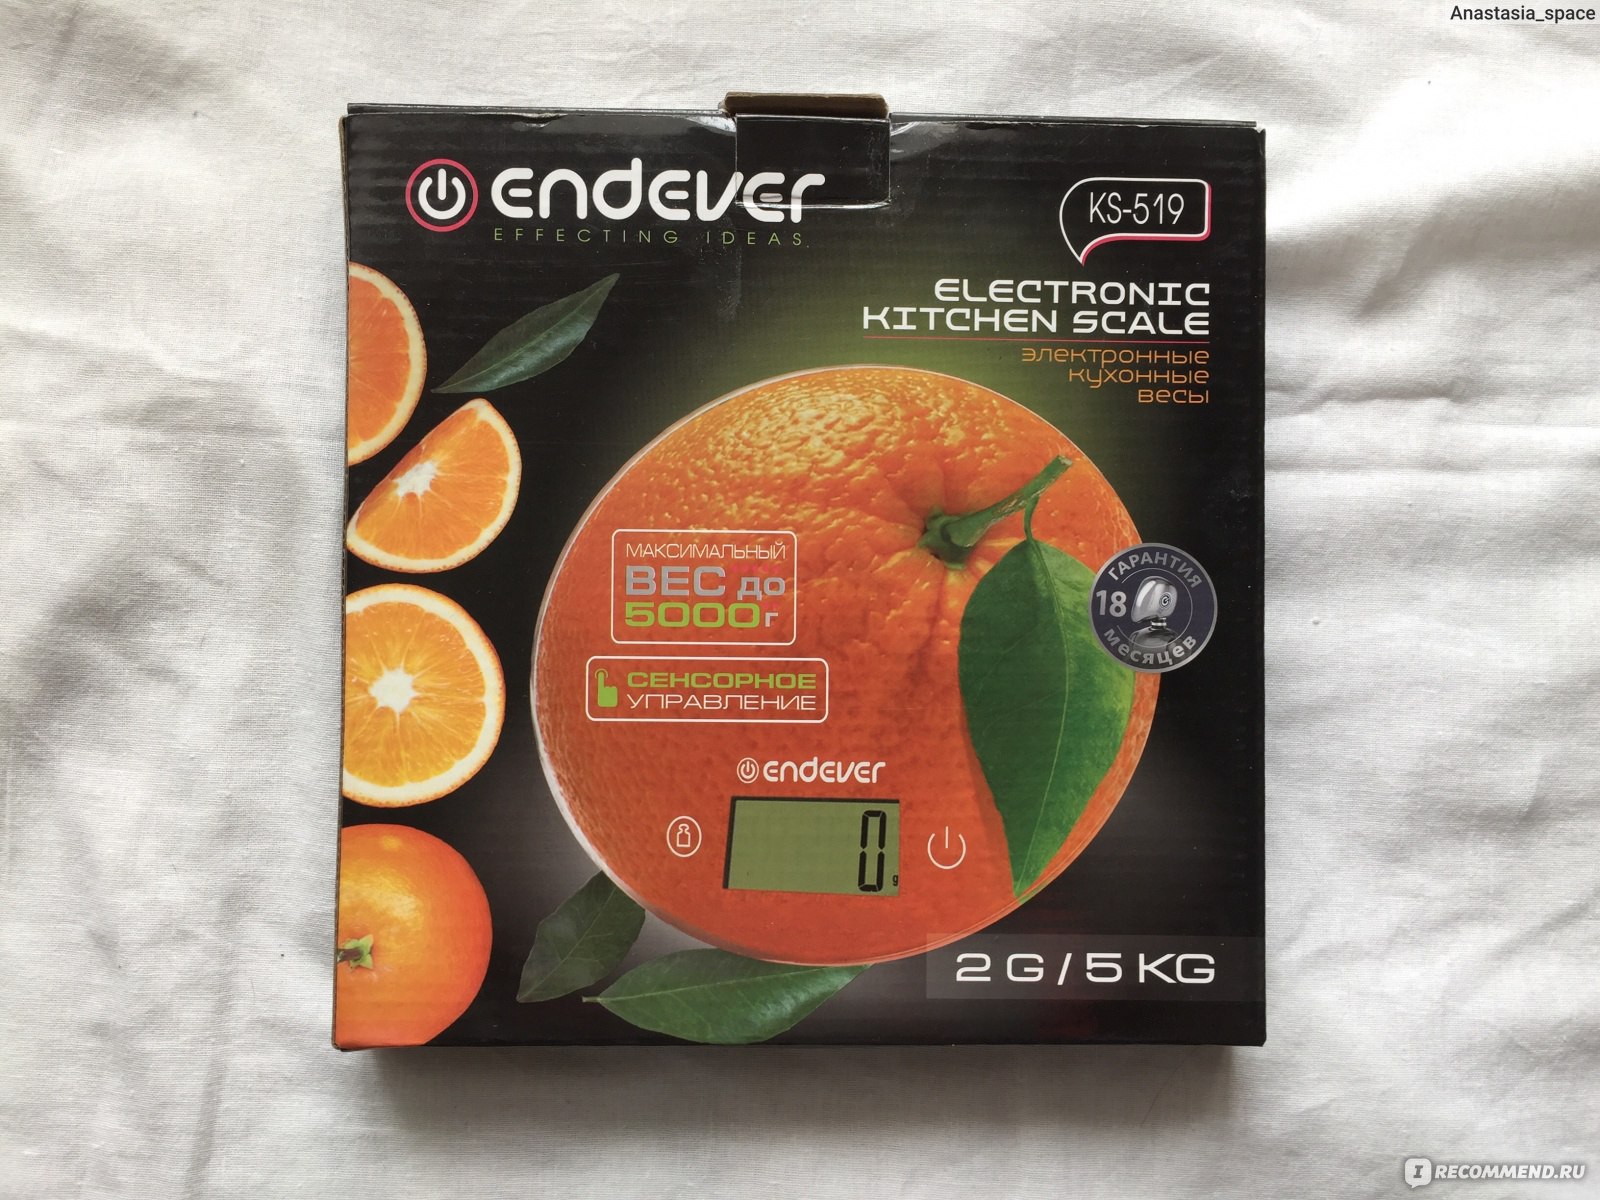 Anastasia_space
endever
EFFECTING IDEAS.
KS-519
ELECTRONIC
KITCHEN SCALE
электронные
кухонные
весы
МАКСИМАЛЬНЫЙ
ВЕС до
5000г
СЕНСОРНОЕ
УПРАВЛЕНИЕ
ГАРАНТИЯ
18
месяцев
endever
0
g
2 G / 5 KG
I RECOMMEND.RU